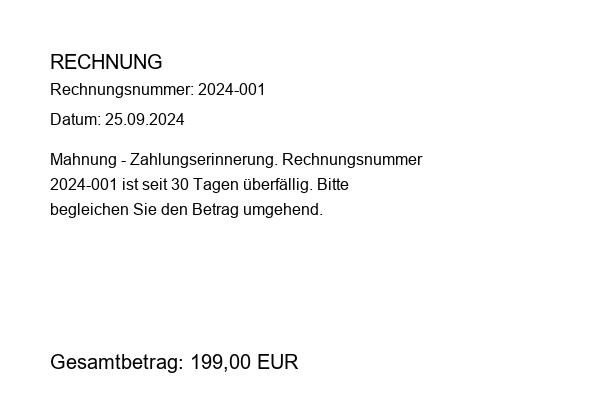 RECHNUNG
Rechnungsnummer: 2024-001
Datum: 25.09.2024
Mahnung - Zahlungserinnerung. Rechnungsnummer
2024-001 ist seit 30 Tagen überfällig. Bitte
begleichen Sie den Betrag umgehend.
Gesamtbetrag: 199,00 EUR